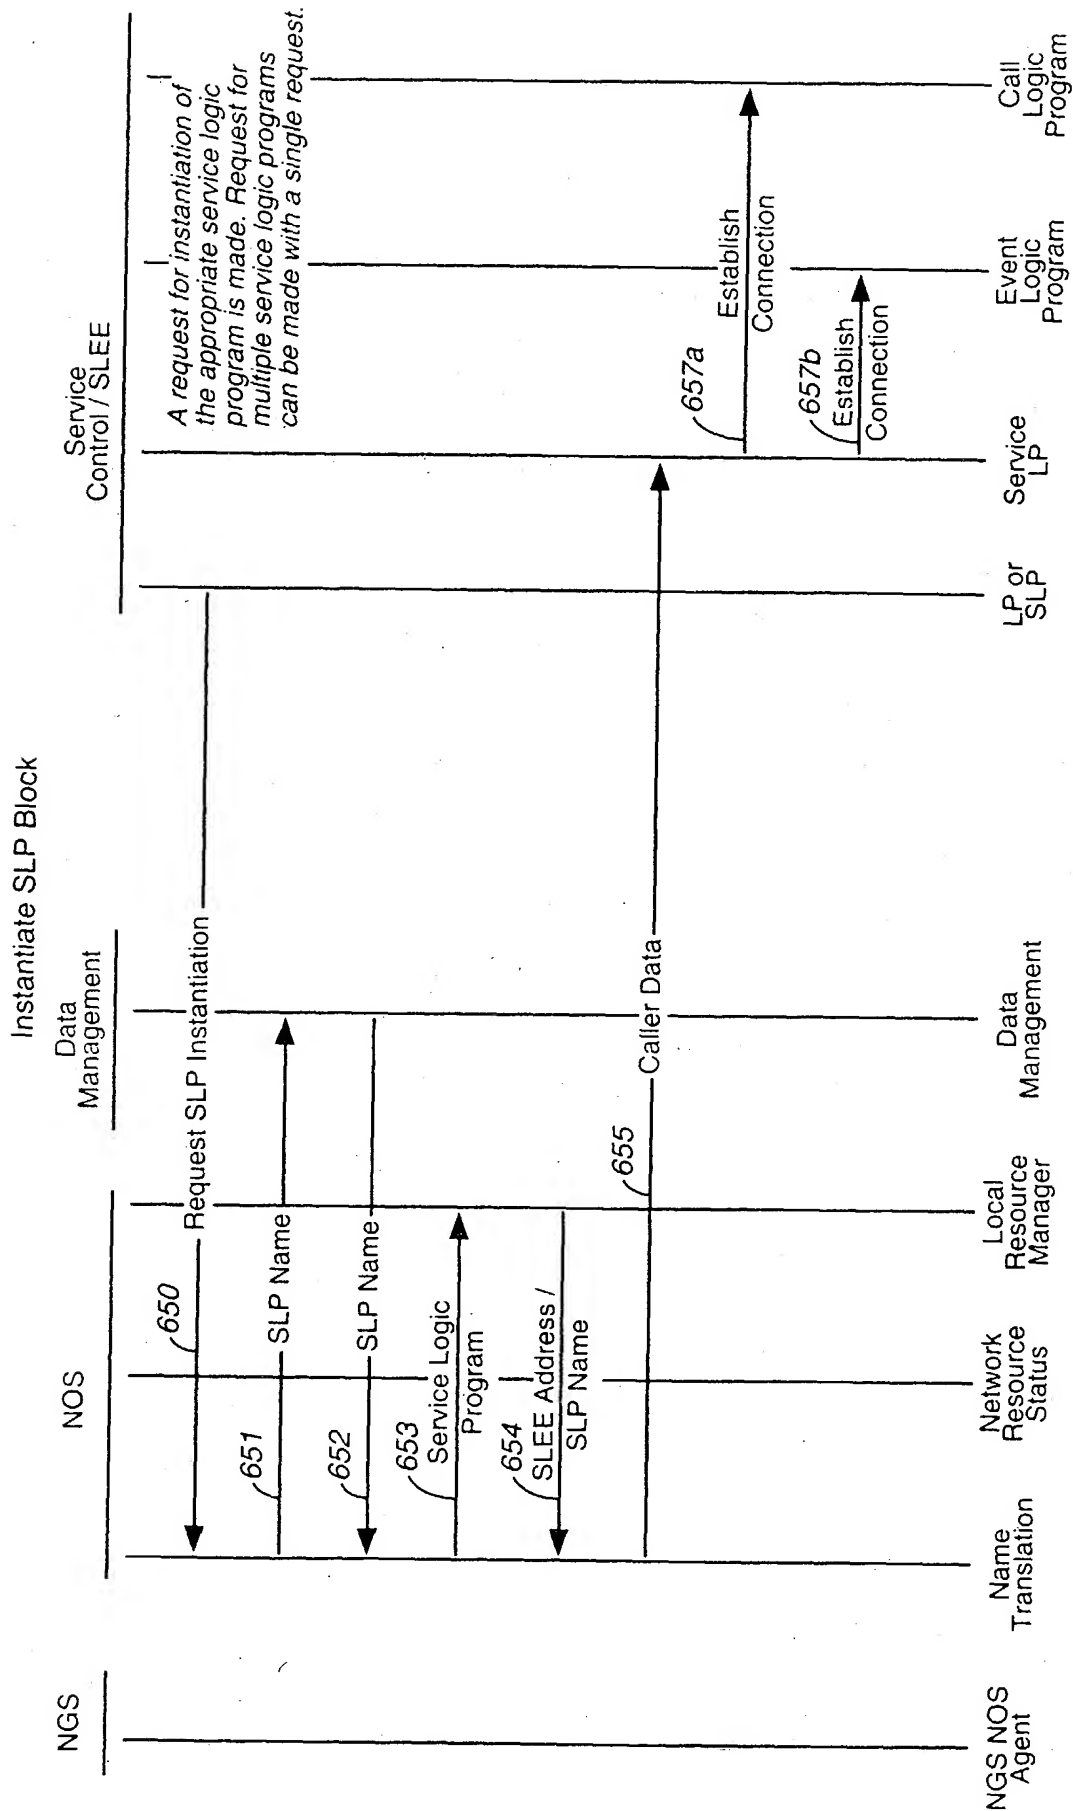 Instantiate SLP Block
NGS
NOS
Data
Management
Service
Control / SLEE
A request for instantiation of
the appropriate service logic
program is made. Request for
multiple service logic programs
can be made with a single request.
650
Request SLP Instantiation
651
SLP Name
652
SLP Name
653
Service Logic
Program
654
SLEE Address /
SLP Name
655
Caller Data
657a
Establish
Connection
657b
Establish
Connection
NGS NOS
Agent
Name
Translation
Network
Resource
Status
Local
Resource
Manager
Data
Management
LP or
SLP
Service
LP
Event
Logic
Program
Call
Logic
Program